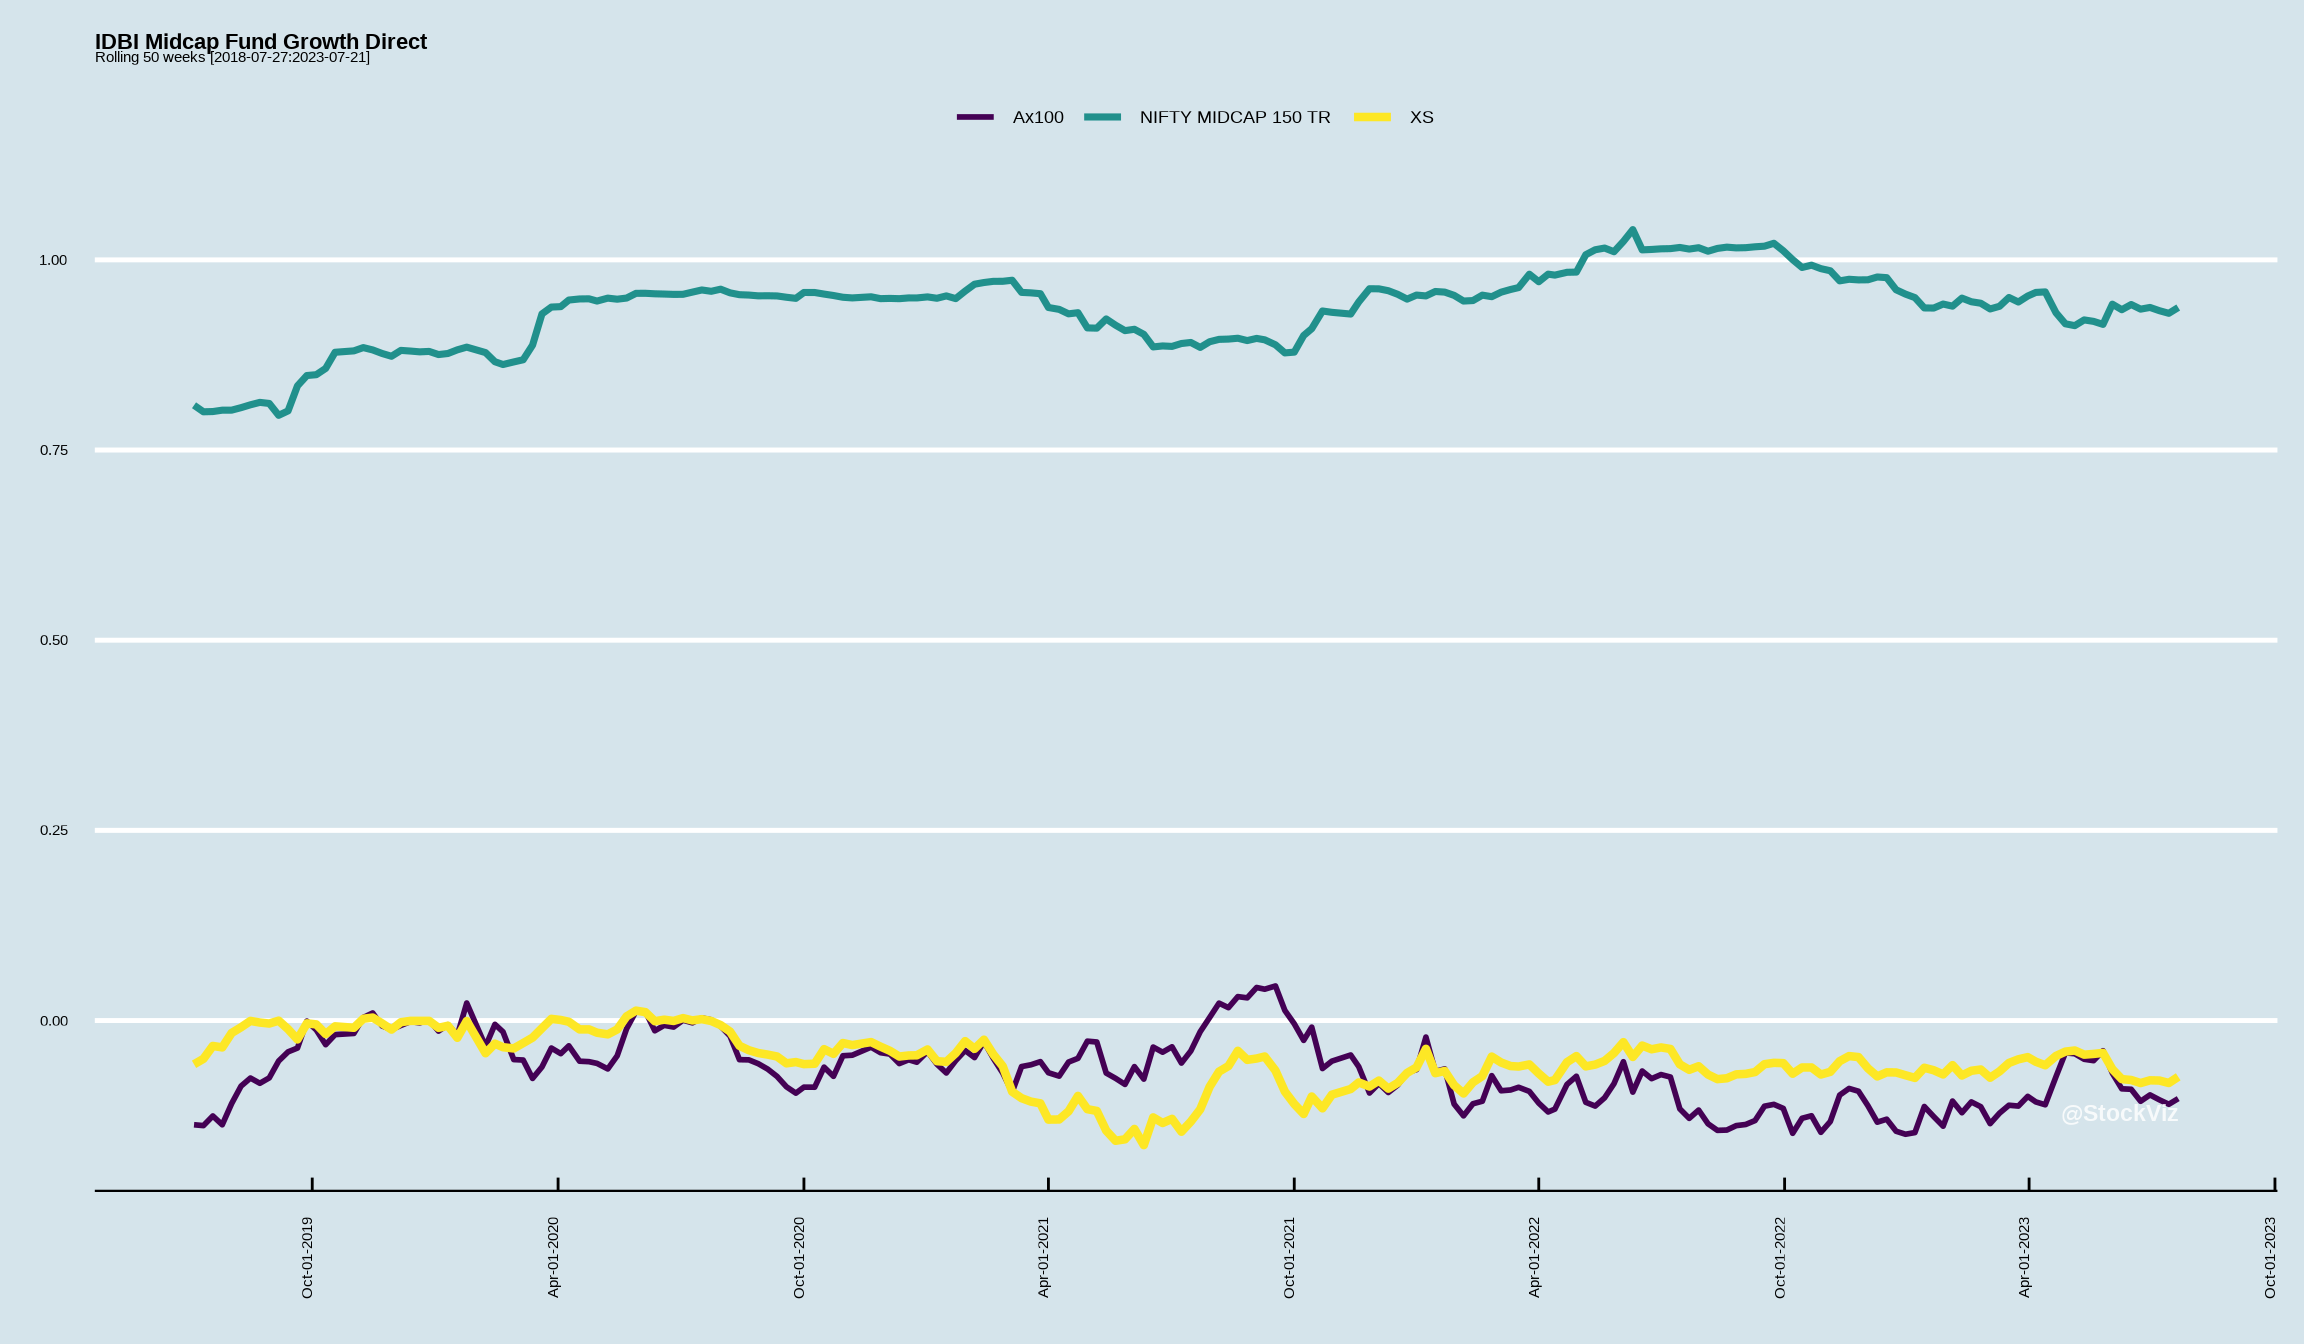 IDBI Midcap Fund Growth Direct
Rolling 50 weeks [2018-07-27:2023-07-21]
Ax100 NIFTY MIDCAP 150 TR XS
1.00
0.75
0.50
0.25
0.00
@StockViz
Oct-01-2019 Apr-01-2020 Oct-01-2020 Apr-01-2021 Oct-01-2021 Apr-01-2022 Oct-01-2022 Apr-01-2023 Oct-01-2023